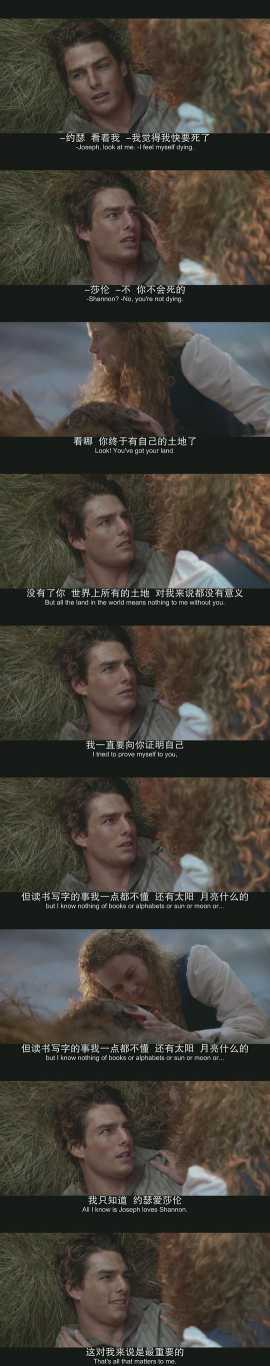 -约瑟 看着我 -我觉得我快要死了
-Joseph, look at me. -I feel myself dying.
-莎伦 -不 你不会死的
-Shannon? -No, you're not dying.
看哪 你终于有自己的土地了
Look! You've got your land
没有了你 世界上所有的土地 对我来说都没有意义
But all the land in the world means nothing to me without you.
我一直要向你证明自己
I tried to prove myself to you,
但读书写字的事我一点都不懂 还有太阳 月亮什么的
but I know nothing of books or alphabets or sun or moon or...
但读书写字的事我一点都不懂 还有太阳 月亮什么的
but I know nothing of books or alphabets or sun or moon or...
我只知道 约瑟爱莎伦
All I know is Joseph loves Shannon.
这对我来说是最重要的
That's all that matters to me.